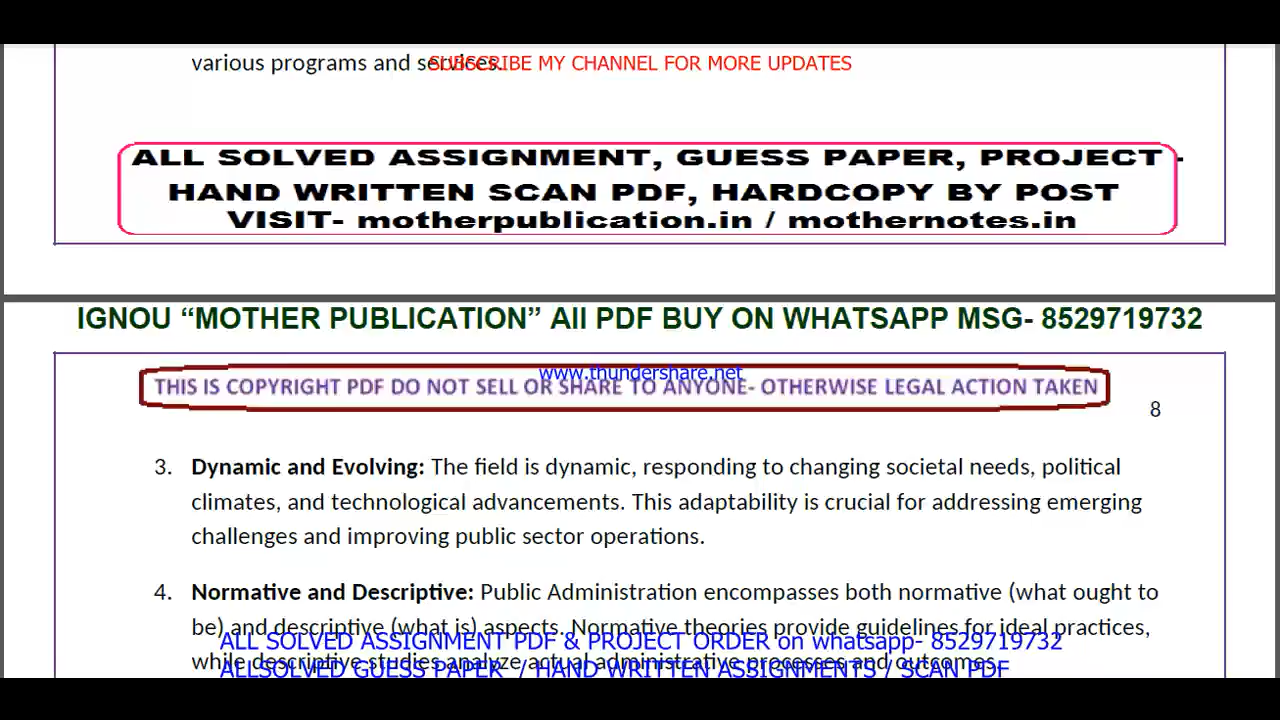 various programs and services.
SUBSCRIBE MY CHANNEL FOR MORE UPDATES
ALL SOLVED ASSIGNMENT, GUESS PAPER, PROJECT -
HAND WRITTEN SCAN PDF, HARDCOPY BY POST
VISIT- motherpublication.in / mothernotes.in
IGNOU “MOTHER PUBLICATION” All PDF BUY ON WHATSAPP MSG- 8529719732
www.thundershare.net
THIS IS COPYRIGHT PDF DO NOT SELL OR SHARE TO ANYONE- OTHERWISE LEGAL ACTION TAKEN
8
3. Dynamic and Evolving: The field is dynamic, responding to changing societal needs, political
climates, and technological advancements. This adaptability is crucial for addressing emerging
challenges and improving public sector operations.
4. Normative and Descriptive: Public Administration encompasses both normative (what ought to
be) and descriptive (what is) aspects. Normative theories provide guidelines for ideal practices,
ALL SOLVED ASSIGNMENT PDF & PROJECT ORDER on whatsapp- 8529719732
while descriptive studies analyze actual administrative processes and outcomes.
ALLSOLVED GUESS PAPER / HAND WRITTEN ASSIGNMENTS / SCAN PDF